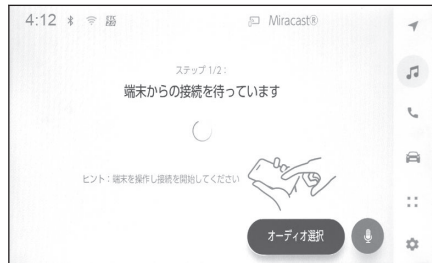 4:12
Miracast®
ステップ 1/2：
端末からの接続を待っています
ヒント：端末を操作し接続を開始してください
オーディオ選択